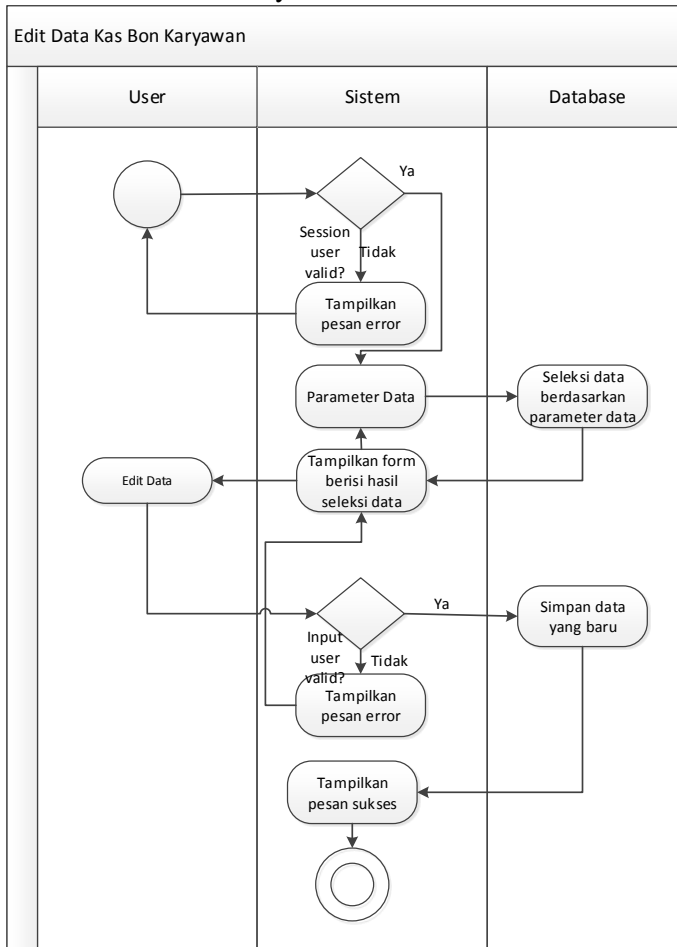 Edit Data Kas Bon Karyawan
User
Sistem
Database
Ya
Session
user
valid?
Tidak
Tampilkan
pesan error
Parameter Data
Seleksi data
berdasarkan
parameter data
Tampilkan form
berisi hasil
seleksi data
Edit Data
Ya
Input
user
valid?
Tidak
Simpan data
yang baru
Tampilkan
pesan error
Tampilkan
pesan sukses